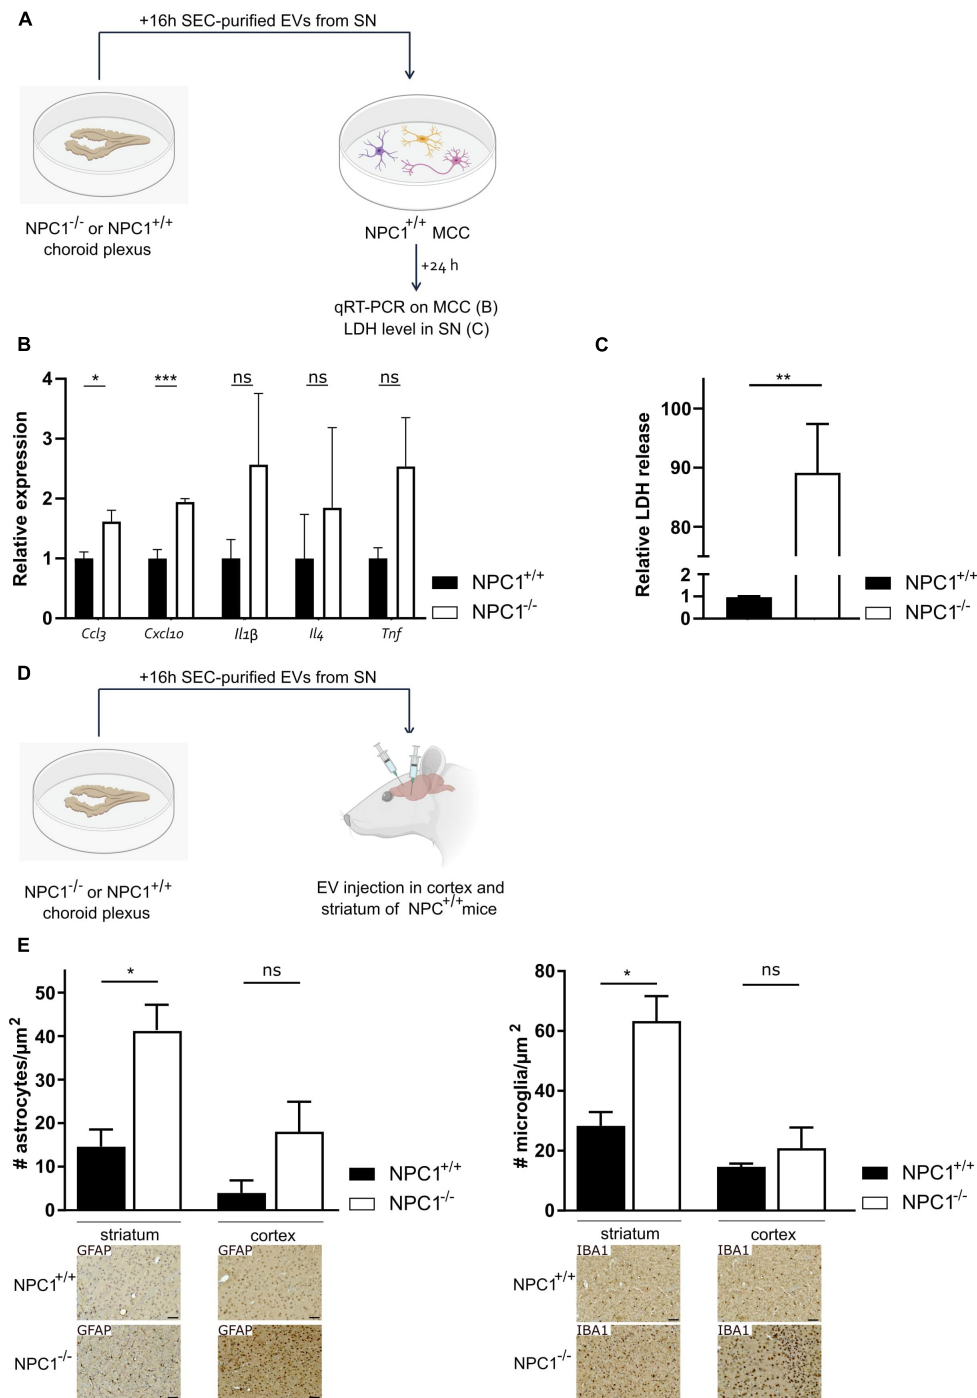 A
+16h SEC-purified EVs from SN
NPC1-/- or NPC1+/+
choroid plexus
NPC1+/+ MCC
+24 h
qRT-PCR on MCC (B)
LDH level in SN (C)
B
Relative expression
4
3
2
1
0
* *** ns ns ns
Ccl3 Cxcl10 Il1β Il4 Tnf
NPC1+/+
NPC1-/-
C
Relative LDH release
100
90
80
2
1
0
**
NPC1+/+
NPC1-/-
D
+16h SEC-purified EVs from SN
NPC1-/- or NPC1+/+
choroid plexus
EV injection in cortex and
striatum of NPC+/+mice
E
# astrocytes/µm2
50
40
30
20
10
0
* ns
striatum cortex
NPC1+/+
NPC1-/-
GFAP GFAP
NPC1+/+
GFAP GFAP
NPC1-/-
# microglia/µm2
80
60
40
20
0
* ns
striatum cortex
NPC1+/+
NPC1-/-
IBA1 IBA1
NPC1+/+
IBA1 IBA1
NPC1-/-